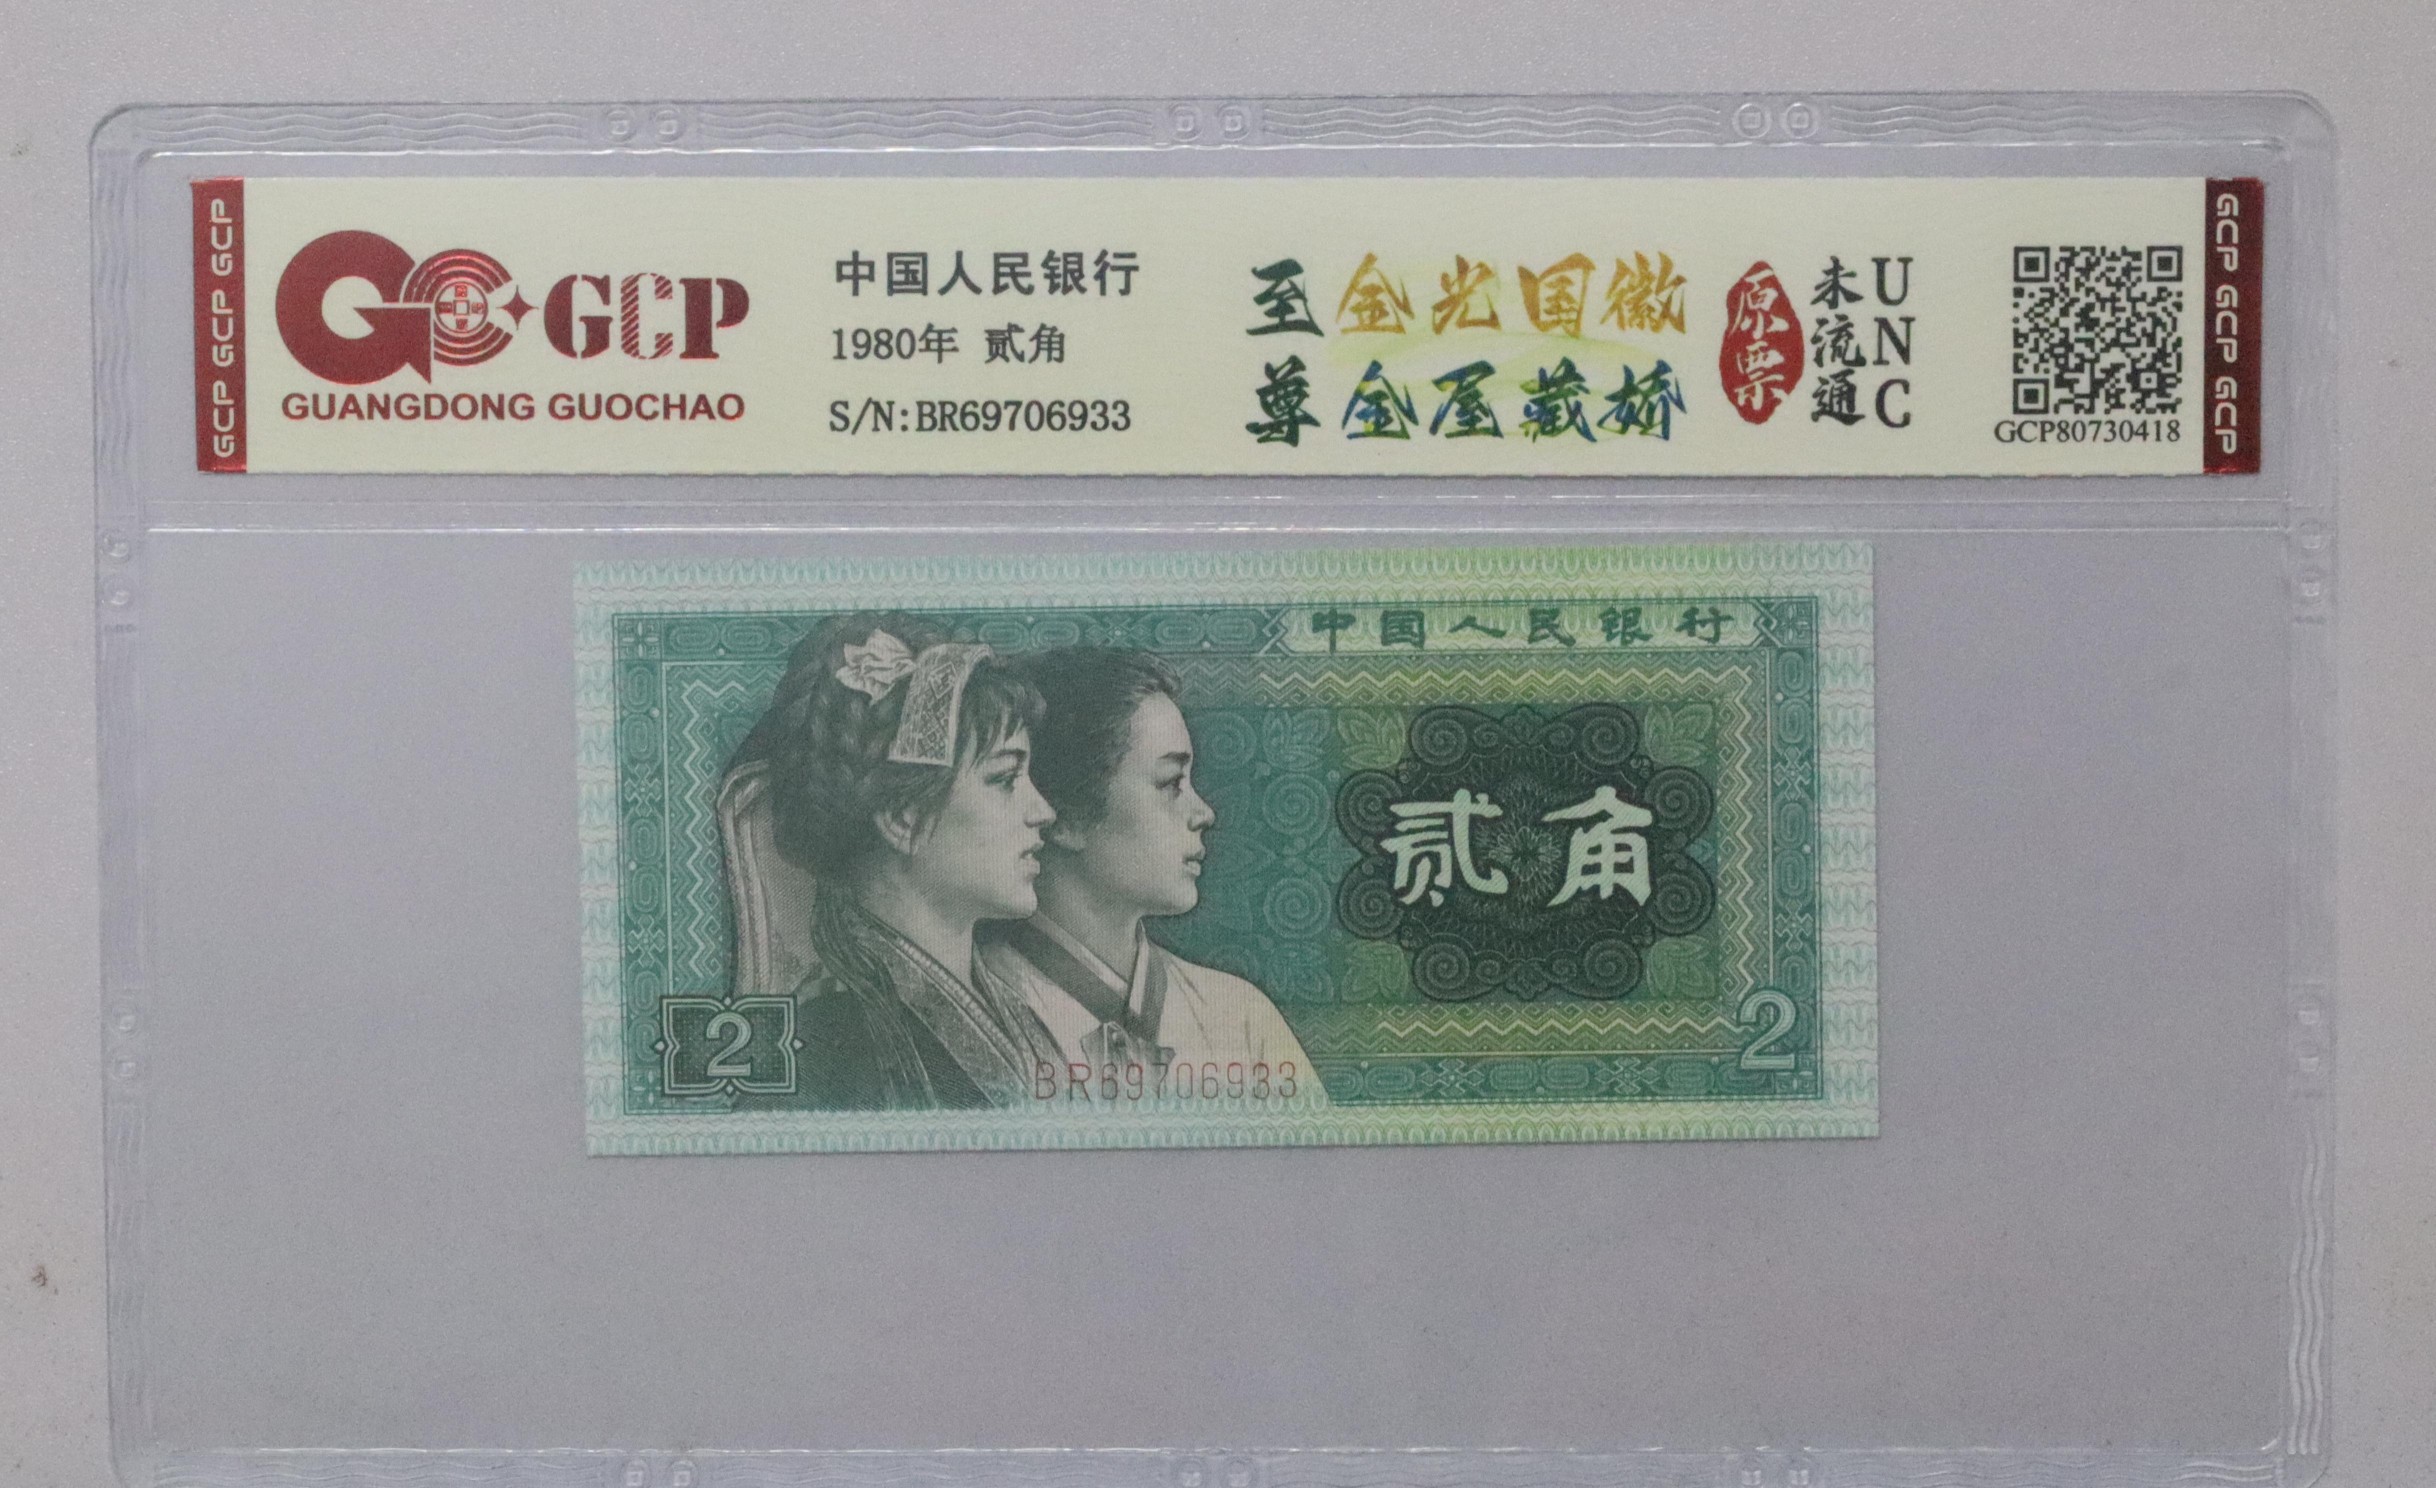 GCP GCP GCP
GCP
GUANGDONG GUOCHAO
中国人民银行
1980年 贰角
S/N:BR69706933
至尊
金光国徽
金屋藏娇
原票
未流通
UNC
GCP80730418
GCP GCP GCP
中国人民银行
贰角
2
2
BR69706933